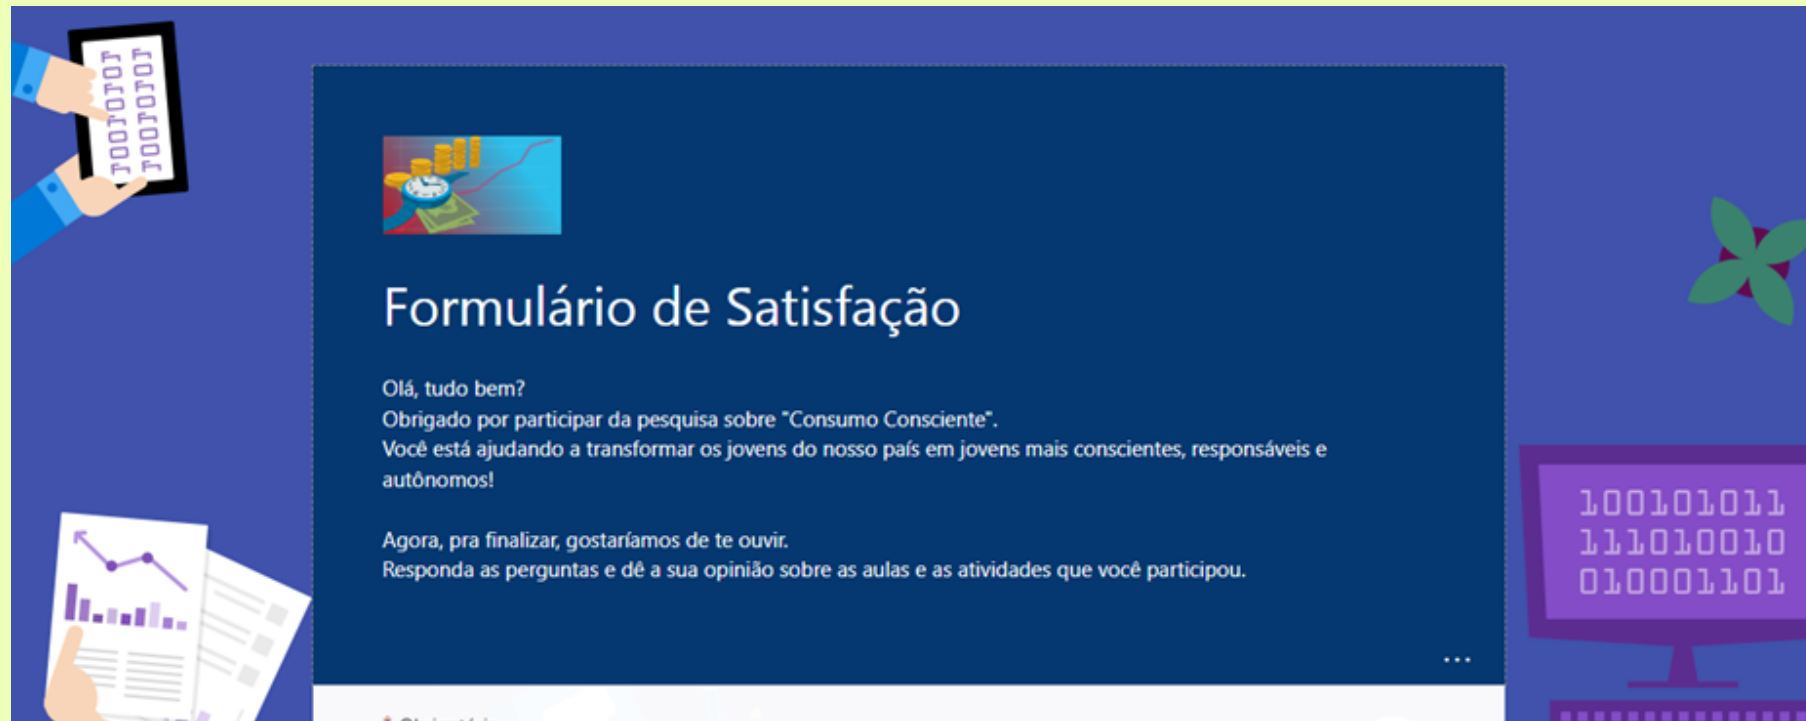 Formulário de Satisfação
Olá, tudo bem?
Obrigado por participar da pesquisa sobre "Consumo Consciente".
Você está ajudando a transformar os jovens do nosso país em jovens mais conscientes, responsáveis e
autônomos!
Agora, pra finalizar, gostaríamos de te ouvir.
Responda as perguntas e dê a sua opinião sobre as aulas e as atividades que você participou.
...
100101011
111010010
010001101